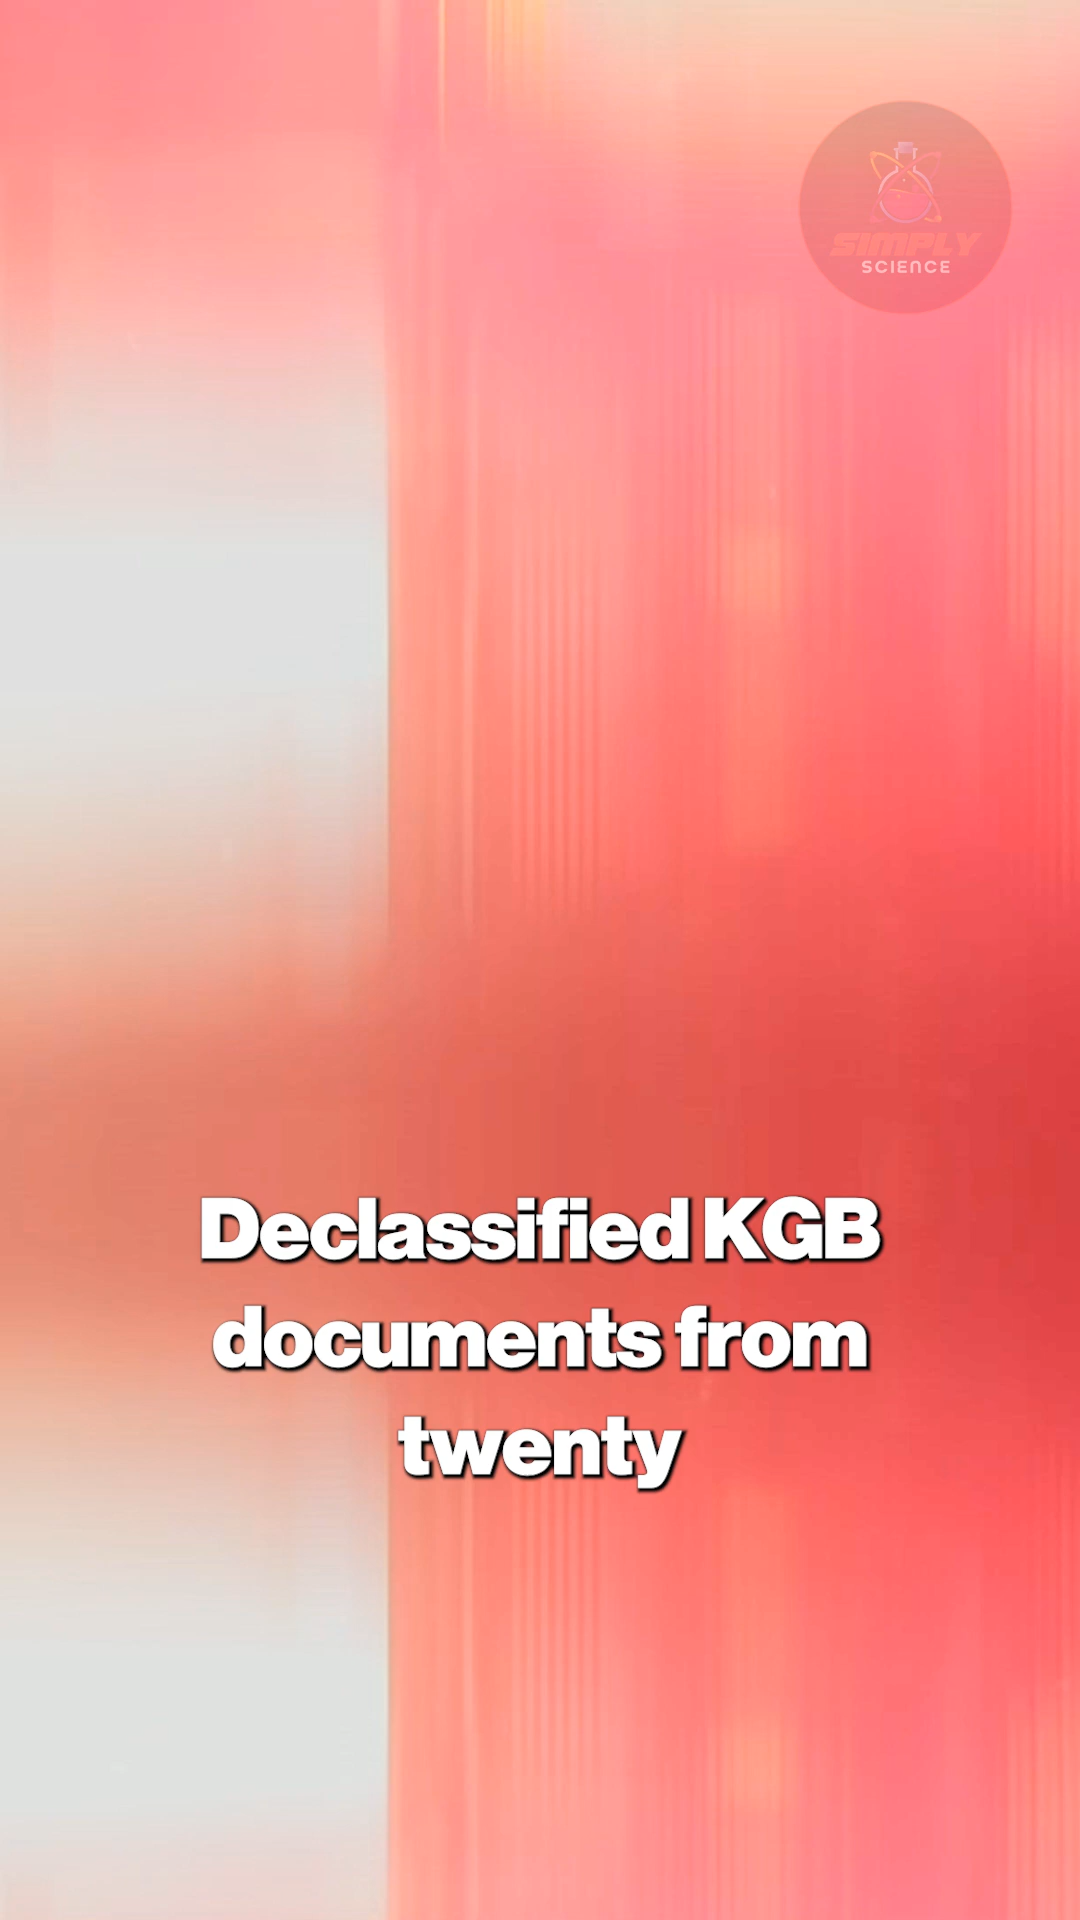 SIMPLY
SCIENCE
Declassified KGB
documents from
twenty